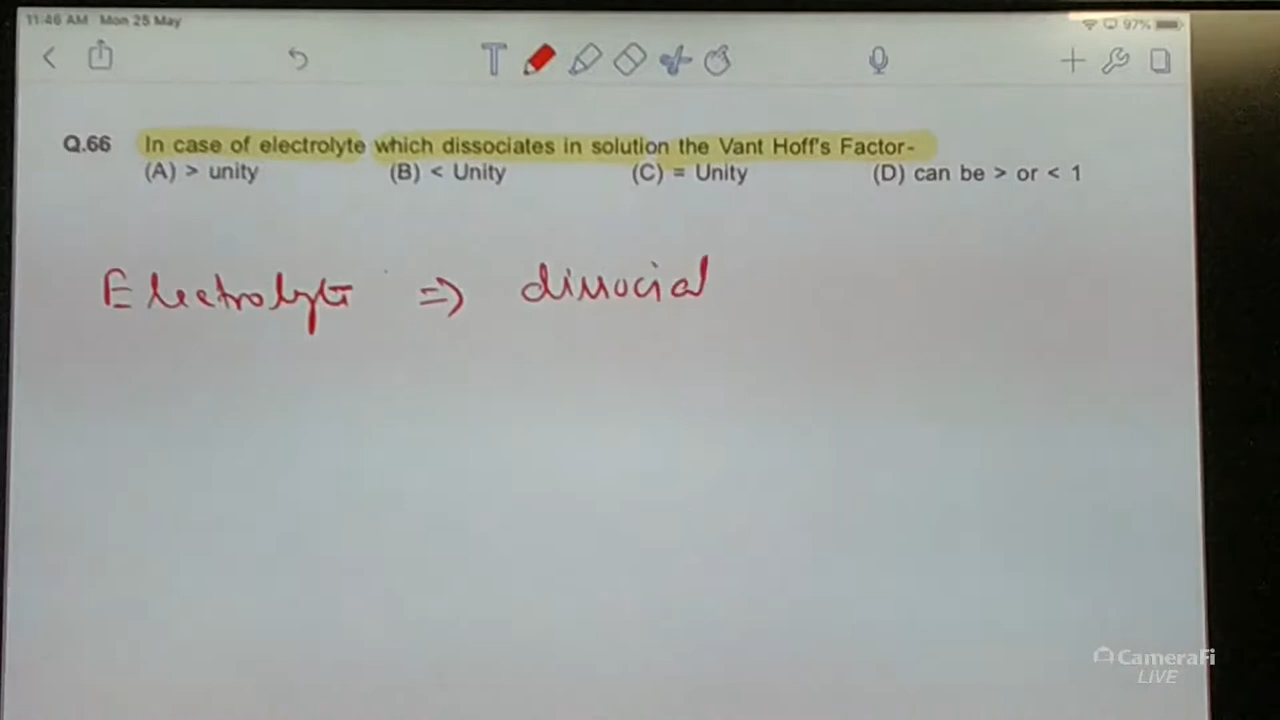 11:46 AM Mon 25 May
97%
T
Q.66 In case of electrolyte which dissociates in solution the Vant Hoff's Factor-
(A) > unity (B) < Unity (C) = Unity (D) can be > or < 1
Electrolyte ⇒ dissociat
CameraFi
LIVE